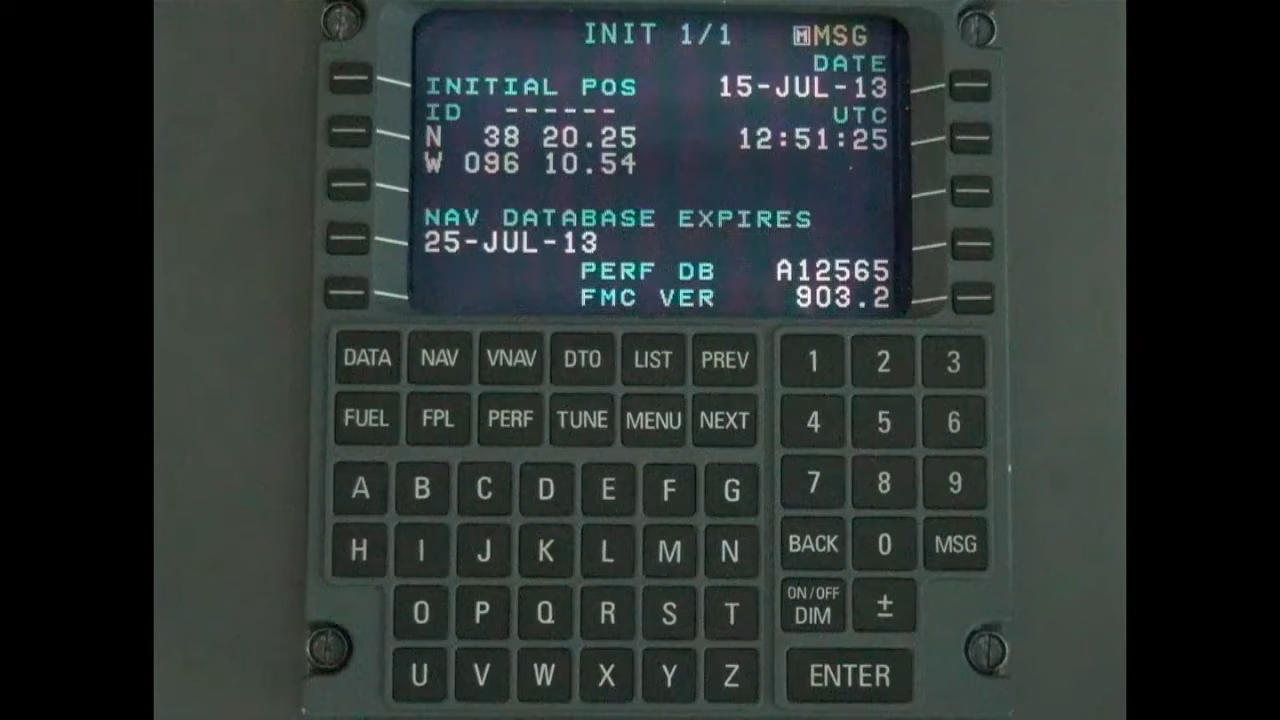 INIT 1/1 MMSG
DATE
INITIAL POS 15-JUL-13
ID ------ UTC
N 38 20.25 12:51:25
W 096 10.54
NAV DATABASE EXPIRES
25-JUL-13
PERF DB A12565
FMC VER 903.2
DATA NAV VNAV DTO LIST PREV 1 2 3
FUEL FPL PERF TUNE MENU NEXT 4 5 6
A B C D E F G 7 8 9
H I J K L M N BACK 0 MSG
O P Q R S T ON/OFF DIM ±
U V W X Y Z ENTER